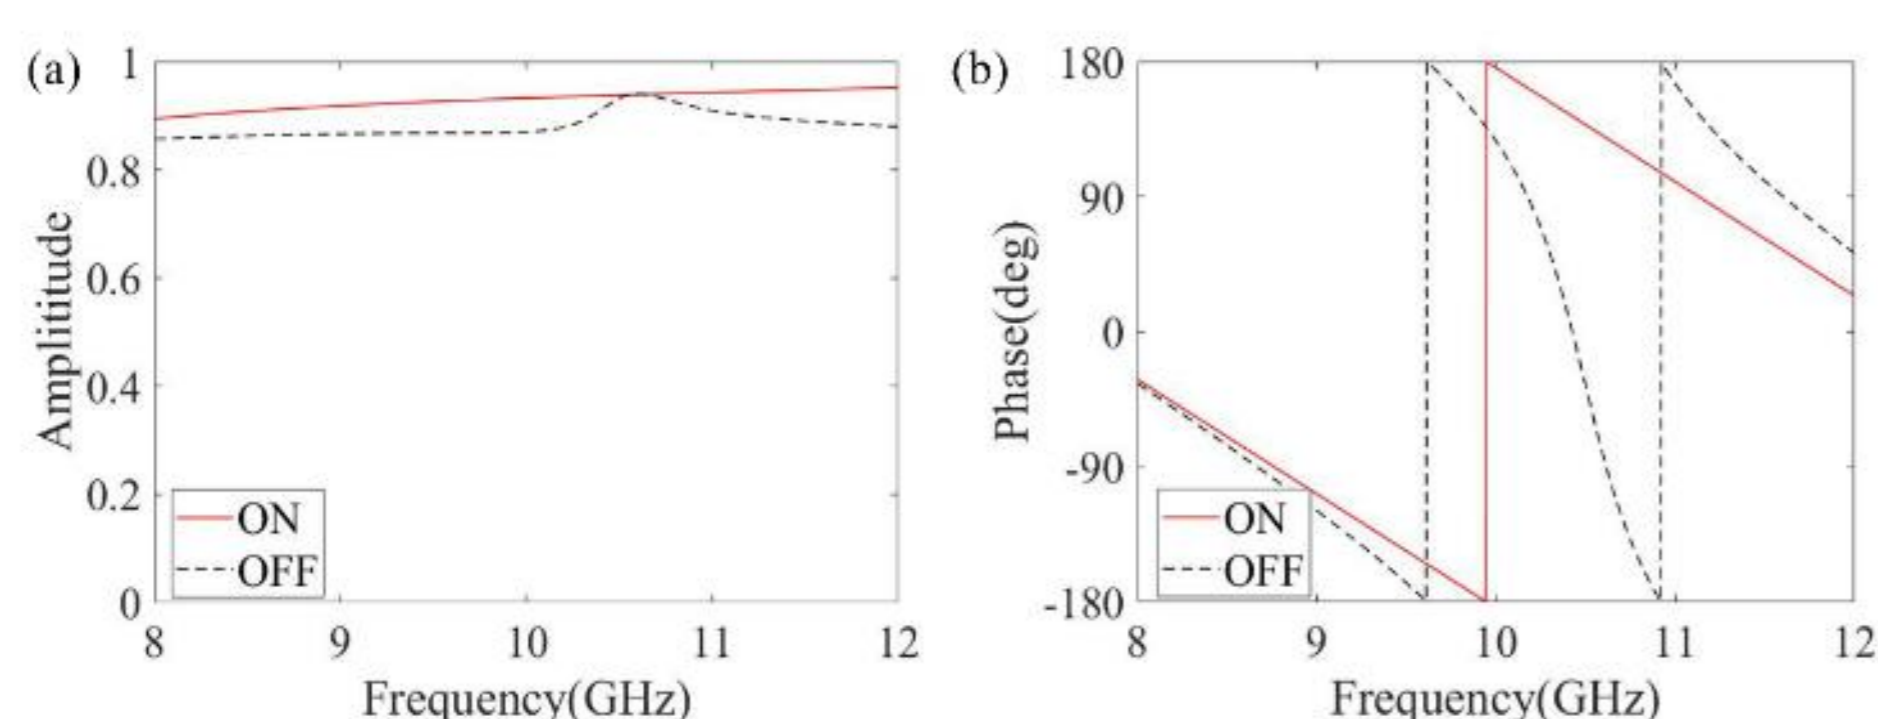 (a)
1
0.8
0.6
0.4
0.2
0
Amplititude
ON
OFF
8 9 10 11 12
Frequency(GHz)
(b)
180
90
0
-90
-180
Phase(deg)
ON
OFF
8 9 10 11 12
Frequency(GHz)